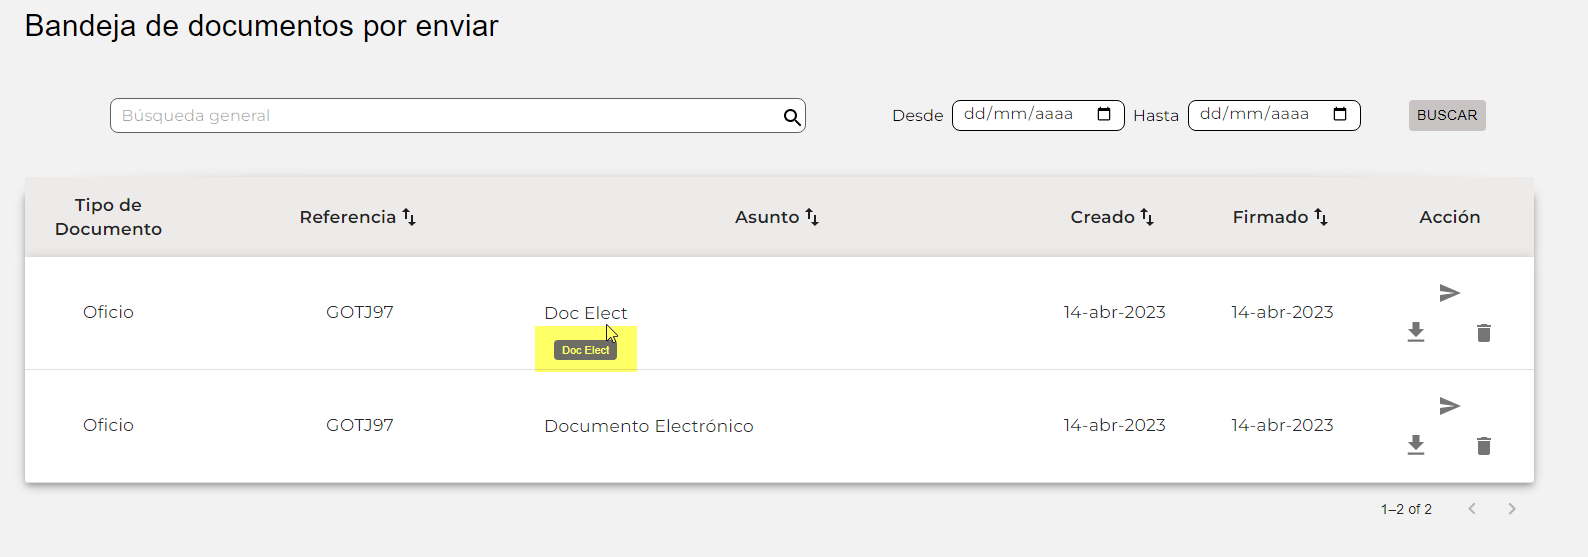 Bandeja de documentos por enviar
Búsqueda general
Desde dd/mm/aaaa Hasta dd/mm/aaaa BUSCAR
Tipo de
Documento
Referencia Asunto Creado Firmado Acción
Oficio GOTJ97 Doc Elect 14-abr-2023 14-abr-2023
Doc Elect
Oficio GOTJ97 Documento Electrónico 14-abr-2023 14-abr-2023
1–2 of 2